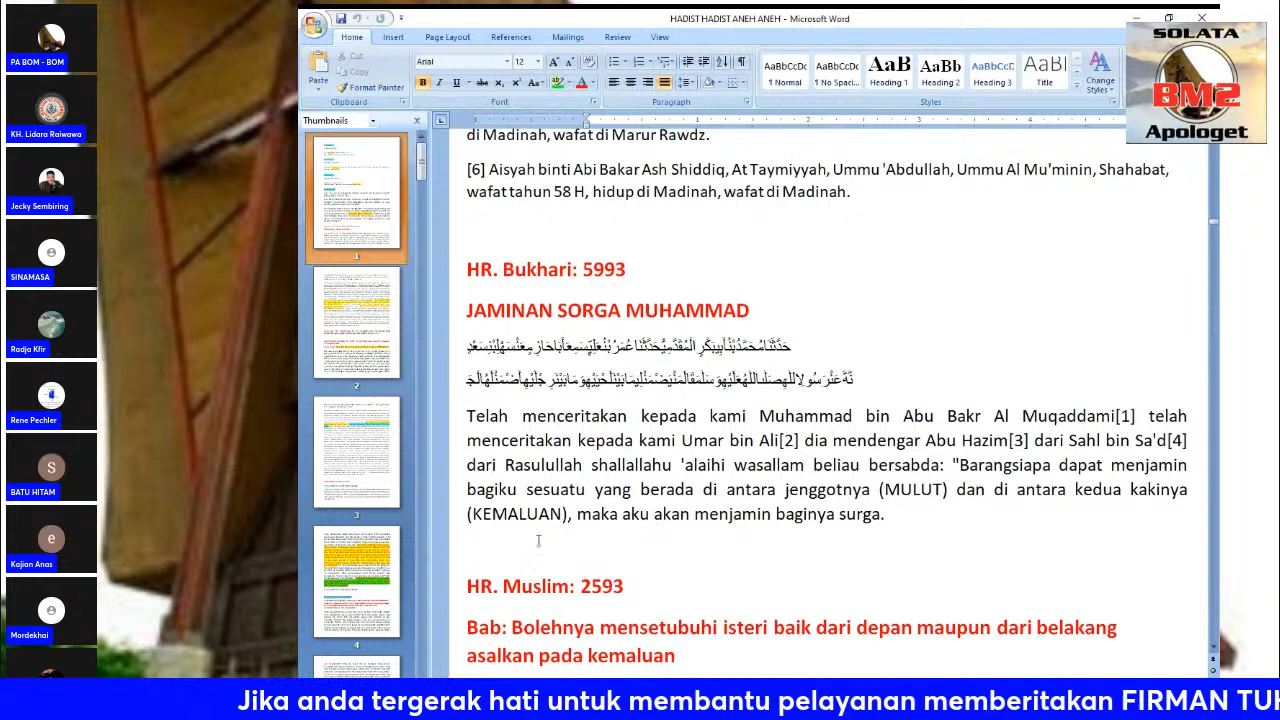 HADIST HADIST ANEH ANEH - Microsoft Word
Home Insert Page Layout References Mailings Review View
Paste
Cut
Copy
Format Painter
Clipboard
Arial 12
Font
Paragraph
AaBbCcDc AaBbCcDc AaB AaBb AaBbCcD AaB
¶ Normal ¶ No Spaci... Heading 1 Heading 2 Heading 3 Title
Change Styles
Styles
SOLATA
BM2
Apologet
Thumbnails
1
2
3
4
PA BOM - BOM
KH. Lidara Raiwawa
Jecky Sembiring
SINAMASA
Radja Kfir
Rene Pechler
S
BATU HITAM
e
Kajian Anas
Mordekhai
di Madinah, wafat di Marur Rawdz.
[6] Aisyah binti Abi Bakar Ash Shiddiq, At Taymiyyah, Ummu 'Abdullah, Ummu Al Mu'minin, Shahabat,
wafat tahun 58 H, hidup di Madinah, wafat di Madinah.
HR. Bukhari: 5993
JAMINAN SORGA MUHAMMAD
Telah menceritakan kepada kami Muhammad bin Abu Bakr Al Muqaddami[1] telah
menceritakan kepada kami Umar bin Ali[2] dia mendengar Abu Hazim[3] dari Sahl bin Sa'd[4]
dari Rasulullah shallallahu 'alaihi wasallam beliau bersabda: "Barangsiapa dapat menjamin
bagiku sesuatu yang berada di antara jenggotnya (MULUT) dan di antara kedua kakinya
(KEMALUAN), maka aku akan menjamin baginya surga.
HR. Muslim: 2593
Bab: Bolehnya mensetubuhi isteri baik dari depan maupun dari belakang
asalkan pada kemaluan
Jika anda tergerak hati untuk membantu pelayanan memberitakan FIRMAN TUH